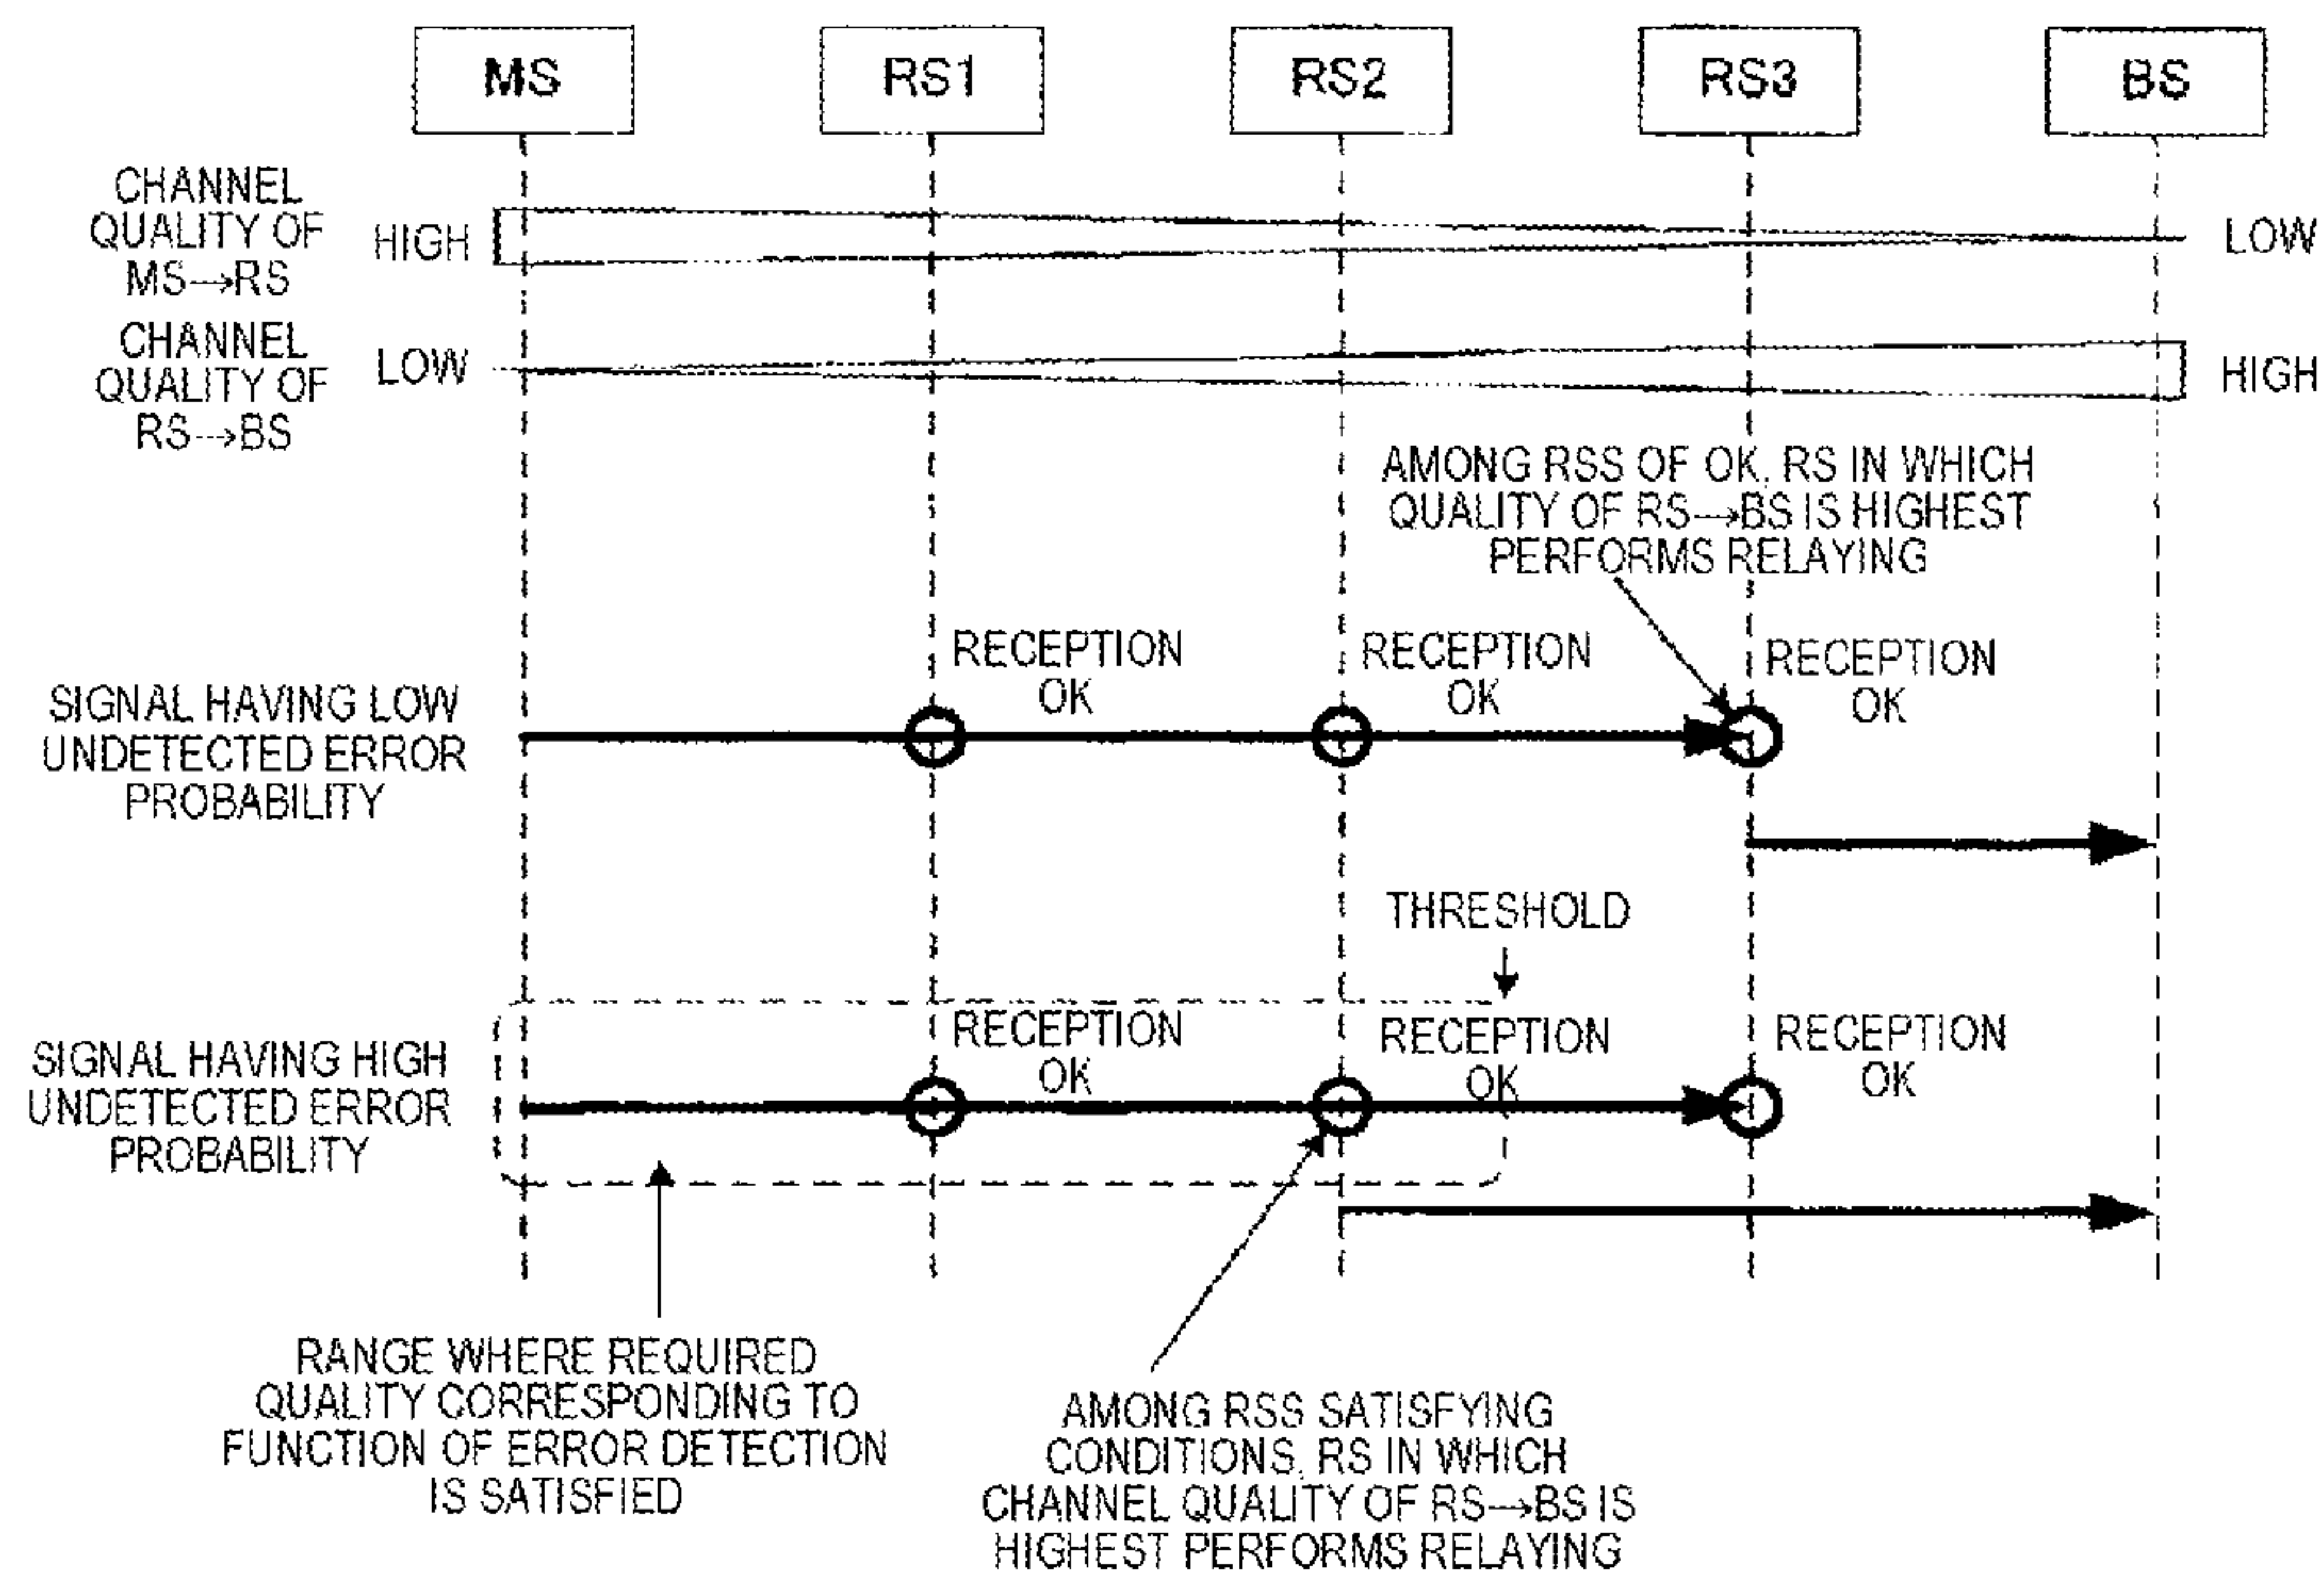 MS
RS1
RS2
RS3
BS
CHANNEL
QUALITY OF
MS→RS
HIGH
LOW
CHANNEL
QUALITY OF
RS→BS
LOW
HIGH
AMONG RSS OF OK, RS IN WHICH
QUALITY OF RS→BS IS HIGHEST
PERFORMS RELAYING
SIGNAL HAVING LOW
UNDETECTED ERROR
PROBABILITY
RECEPTION
OK
RECEPTION
OK
RECEPTION
OK
THRESHOLD
SIGNAL HAVING HIGH
UNDETECTED ERROR
PROBABILITY
RECEPTION
OK
RECEPTION
OK
RECEPTION
OK
RANGE WHERE REQUIRED
QUALITY CORRESPONDING TO
FUNCTION OF ERROR DETECTION
IS SATISFIED
AMONG RSS SATISFYING
CONDITIONS, RS IN WHICH
CHANNEL QUALITY OF RS→BS IS
HIGHEST PERFORMS RELAYING